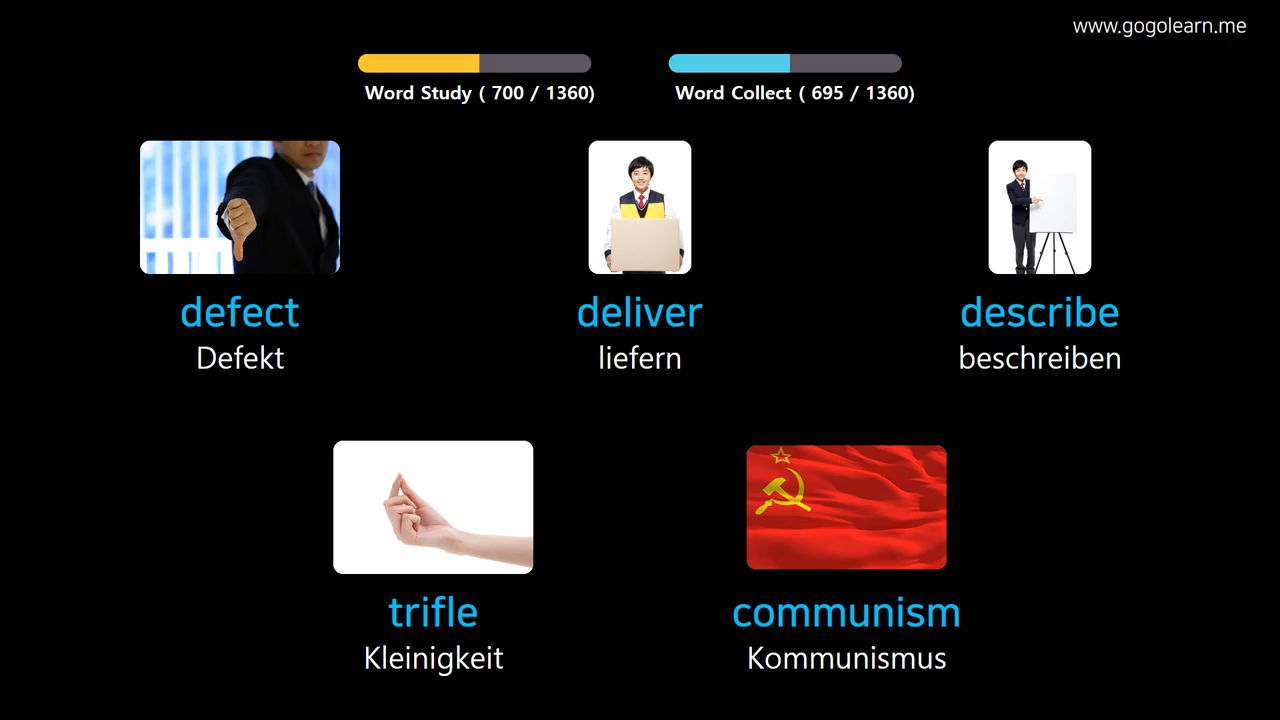 www.gogolearn.me
Word Study ( 700 / 1360)
Word Collect ( 695 / 1360)
defect
Defekt
deliver
liefern
describe
beschreiben
trifle
Kleinigkeit
communism
Kommunismus